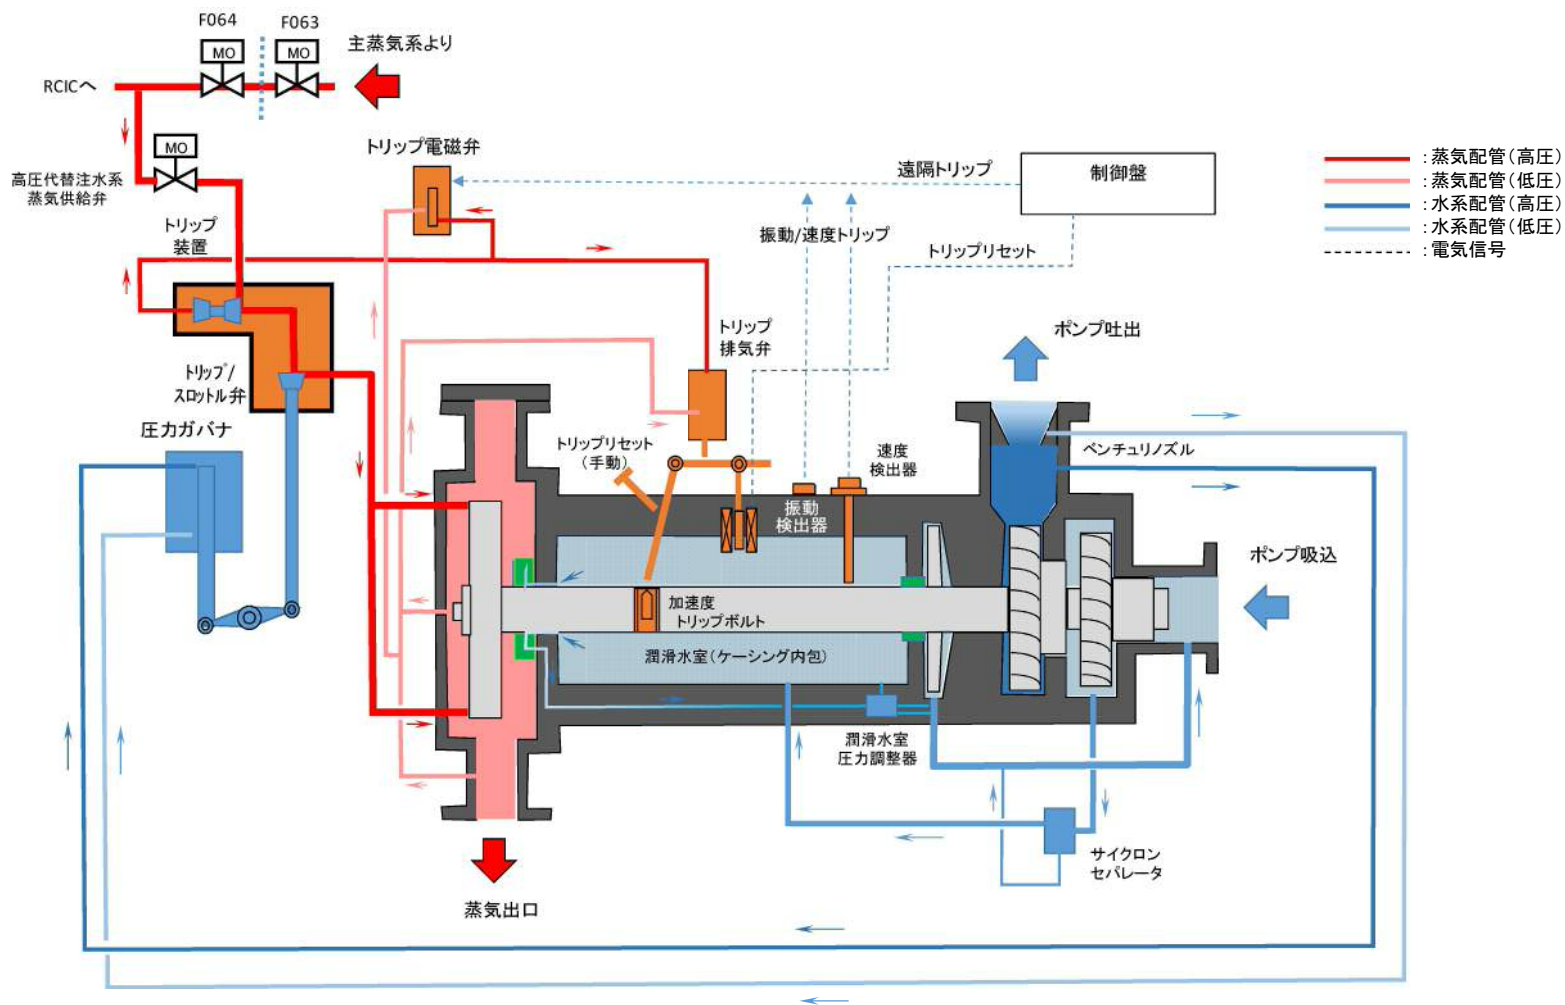 F064
F063
主蒸気系より
MO
MO
RCICへ
MO
高圧代替注水系
蒸気供給弁
トリップ電磁弁
遠隔トリップ
制御盤
:蒸気配管(高圧)
:蒸気配管(低圧)
:水系配管(高圧)
:水系配管(低圧)
:電気信号
トリップ
装置
振動/速度トリップ
トリップリセット
トリップ
排気弁
ポンプ吐出
トリップ/
スロットル弁
圧力ガバナ
トリップリセット
(手動)
速度
検出器
ベンチュリノズル
振動
検出器
ポンプ吸込
加速度
トリップボルト
潤滑水室(ケーシング内包)
潤滑水室
圧力調整器
サイクロン
セパレータ
蒸気出口